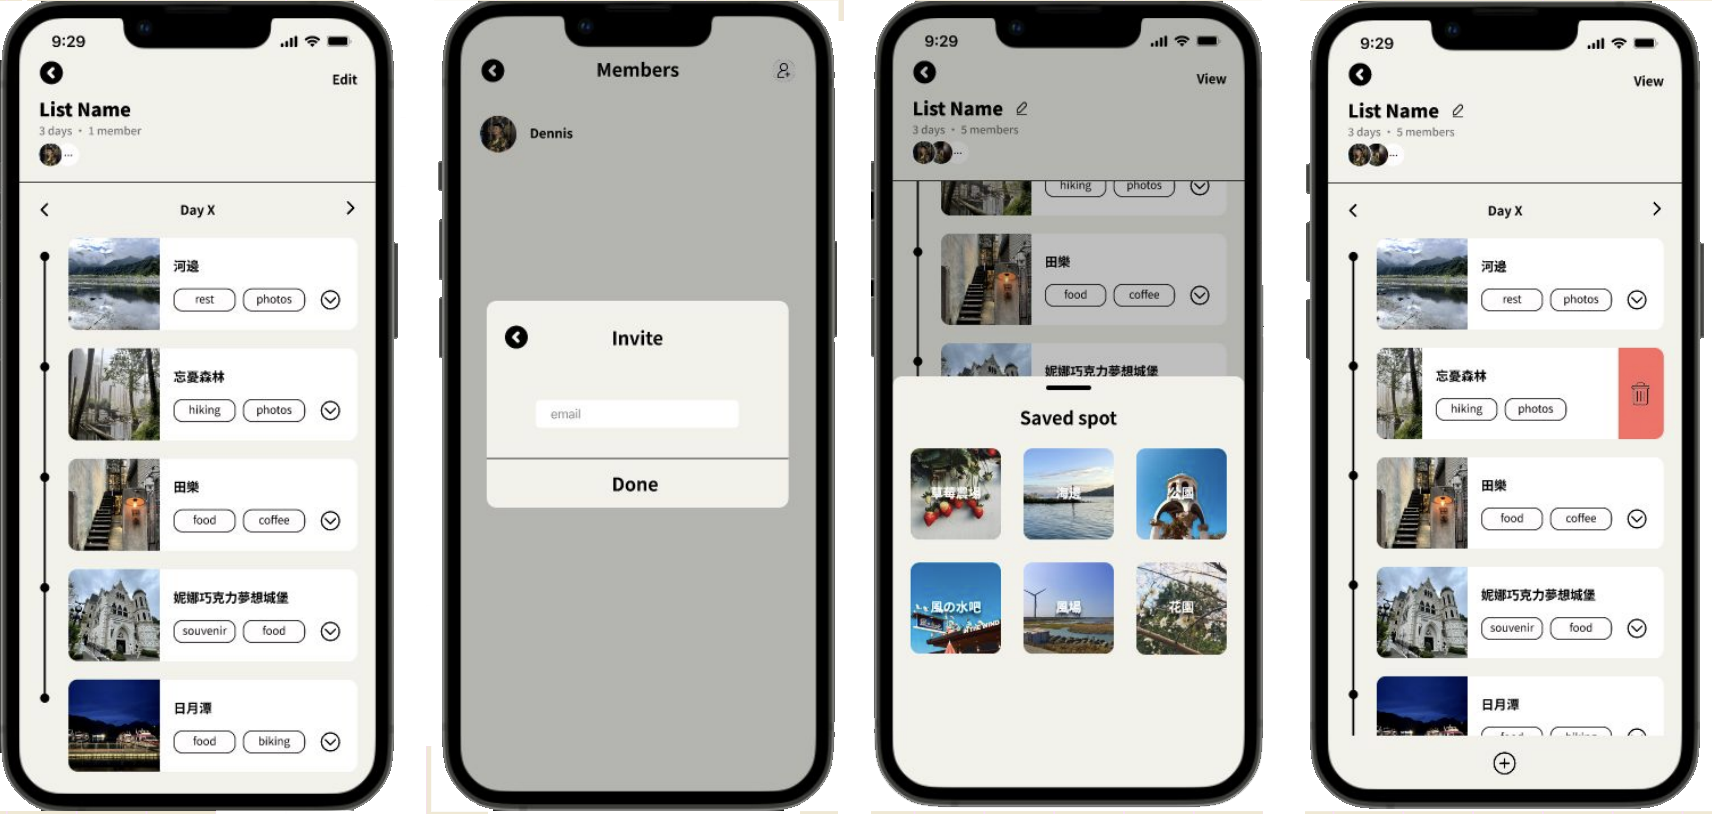 9:29
Edit
List Name
3 days • 1 member
...
Day X
河邊
rest photos
忘憂森林
hiking photos
田樂
food coffee
妮娜巧克力夢想城堡
souvenir food
日月潭
food biking
Members
Dennis
Invite
email
Done
9:29
View
List Name
3 days • 5 members
...
hiking photos
田樂
food coffee
妮娜巧克力夢想城堡
Saved spot
草莓農場 海邊 公園
風の水吧 風場 花園
9:29
View
List Name
3 days • 5 members
...
Day X
河邊
rest photos
忘憂森林
hiking photos
田樂
food coffee
妮娜巧克力夢想城堡
souvenir food
日月潭
food biking